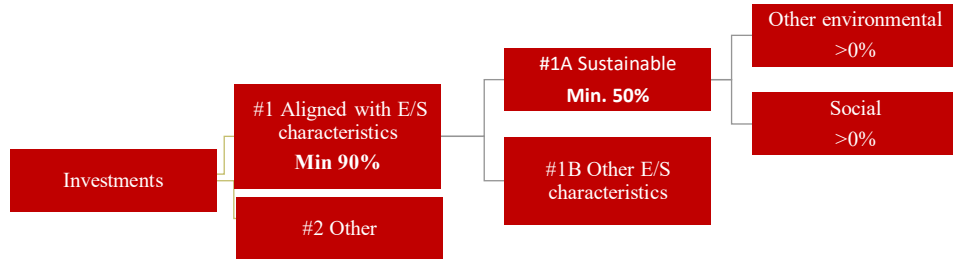 Investments
#1 Aligned with E/S
characteristics
Min 90%
#2 Other
#1A Sustainable
Min. 50%
#1B Other E/S
characteristics
Other environmental
>0%
Social
>0%